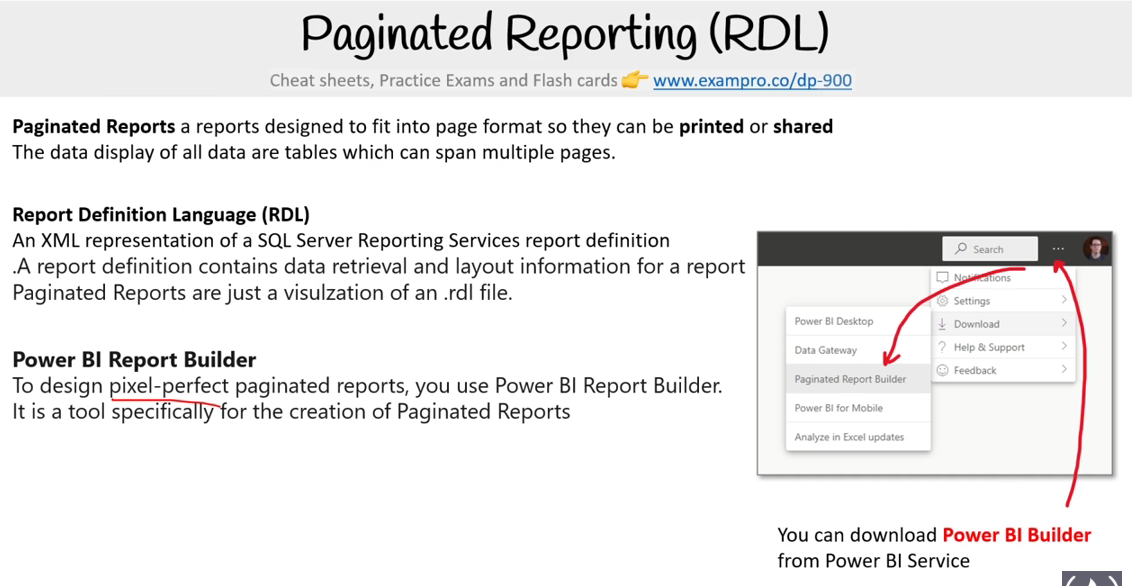 Paginated Reporting (RDL)
Cheat sheets, Practice Exams and Flash cards 👉 www.exampro.co/dp-900
Paginated Reports a reports designed to fit into page format so they can be printed or shared
The data display of all data are tables which can span multiple pages.
Report Definition Language (RDL)
An XML representation of a SQL Server Reporting Services report definition
.A report definition contains data retrieval and layout information for a report
Paginated Reports are just a visulzation of an .rdl file.
Power BI Report Builder
To design pixel-perfect paginated reports, you use Power BI Report Builder.
It is a tool specifically for the creation of Paginated Reports
Search
Notifications
Settings
Download
Help & Support
Feedback
Power BI Desktop
Data Gateway
Paginated Report Builder
Power BI for Mobile
Analyze in Excel updates
You can download Power BI Builder
from Power BI Service